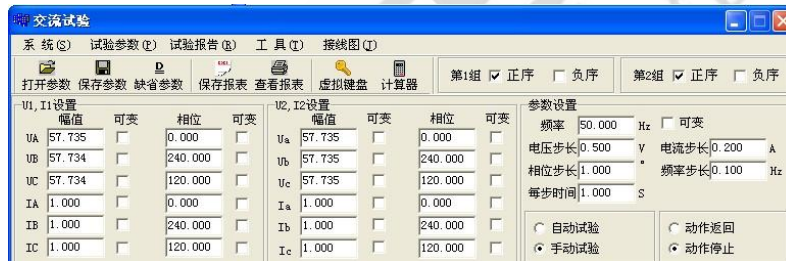 交流试验
系 统(S) 试验参数(P) 试验报告(R) 工 具(T) 接线图(T)
打开参数 保存参数 缺省参数 保存报表 查看报表 虚拟键盘 计算器 第1组 正序 负序 第2组 正序 负序
U1, I1设置 U2, I2设置 参数设置
幅值 可变 相位 可变 幅值 可变 相位 可变 频率 50.000 Hz 可变
UA 57.735 0.000 Ua 57.735 0.000 电压步长 0.500 V 电流步长 0.200 A
UB 57.734 240.000 Ub 57.735 240.000 相位步长 1.000 ° 频率步长 0.100 Hz
UC 57.734 120.000 Uc 57.735 120.000 每步时间 1.000 S
IA 1.000 0.000 Ia 1.000 0.000
IB 1.000 240.000 Ib 1.000 240.000 自动试验 动作返回
IC 1.000 120.000 Ic 1.000 120.000 手动试验 动作停止